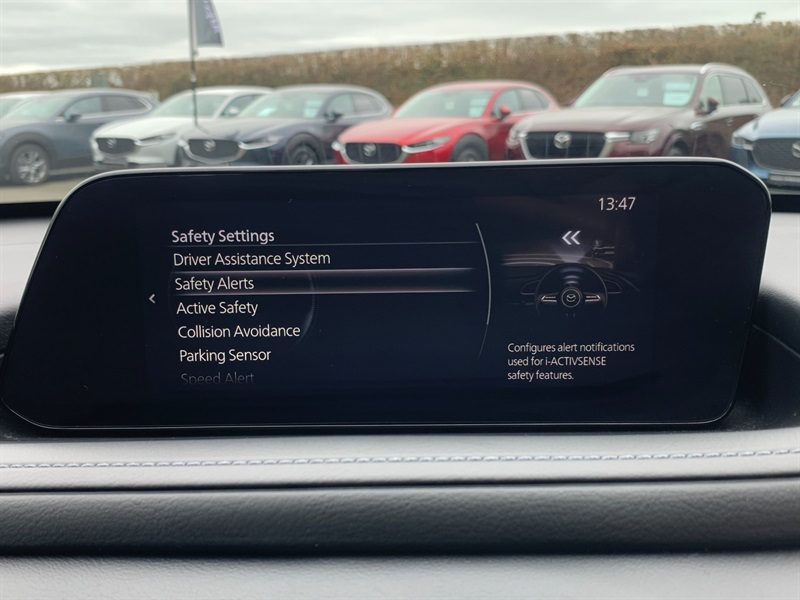 13:47
Safety Settings
Driver Assistance System
Safety Alerts
Active Safety
Collision Avoidance
Parking Sensor
Speed Alert
Configures alert notifications
used for i-ACTIVSENSE
safety features.